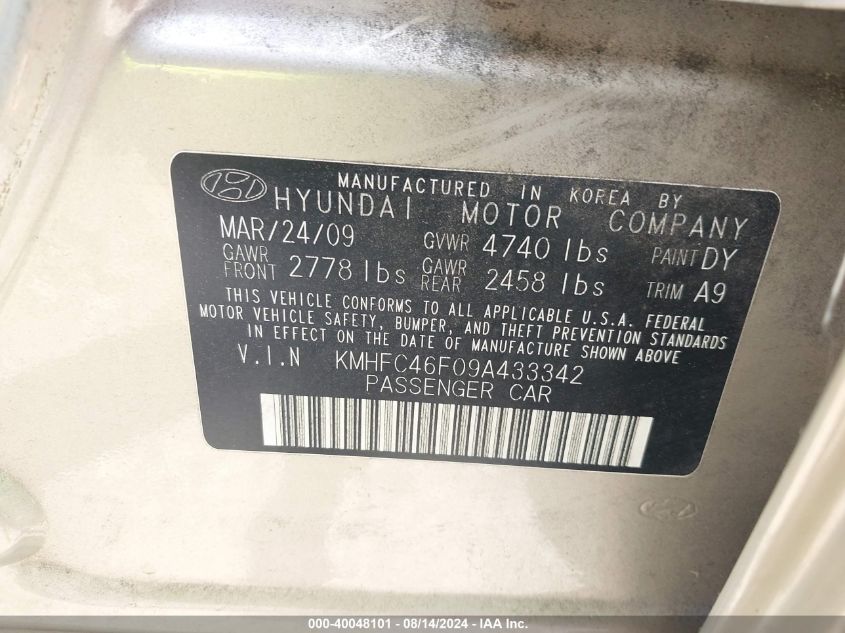 MANUFACTURED IN KOREA BY
HYUNDAI MOTOR COMPANY
MAR/24/09 GVWR 4740 lbs PAINT DY
GAWR FRONT 2778 lbs GAWR REAR 2458 lbs TRIM A9
THIS VEHICLE CONFORMS TO ALL APPLICABLE U.S.A. FEDERAL
MOTOR VEHICLE SAFETY, BUMPER, AND THEFT PREVENTION STANDARDS
IN EFFECT ON THE DATE OF MANUFACTURE SHOWN ABOVE
V.I.N KMHFC46F09A433342
PASSENGER CAR
000-40048101 - 08/14/2024 - IAA Inc.